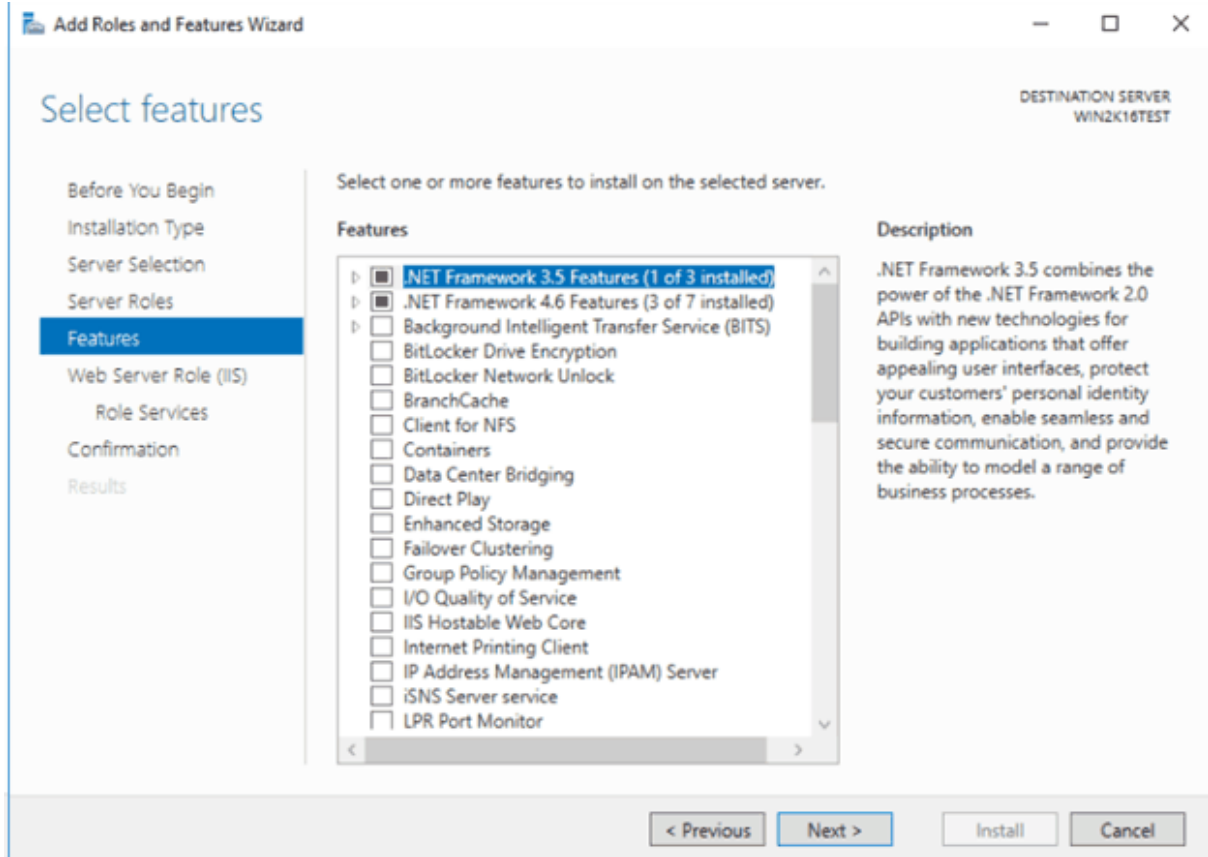 Add Roles and Features Wizard
Select features
DESTINATION SERVER
WIN2K16TEST
Before You Begin
Installation Type
Server Selection
Server Roles
Features
Web Server Role (IIS)
Role Services
Confirmation
Results
Select one or more features to install on the selected server.
Features
.NET Framework 3.5 Features (1 of 3 installed)
.NET Framework 4.6 Features (3 of 7 installed)
Background Intelligent Transfer Service (BITS)
BitLocker Drive Encryption
BitLocker Network Unlock
BranchCache
Client for NFS
Containers
Data Center Bridging
Direct Play
Enhanced Storage
Failover Clustering
Group Policy Management
I/O Quality of Service
IIS Hostable Web Core
Internet Printing Client
IP Address Management (IPAM) Server
iSNS Server service
LPR Port Monitor
Description
.NET Framework 3.5 combines the
power of the .NET Framework 2.0
APIs with new technologies for
building applications that offer
appealing user interfaces, protect
your customers' personal identity
information, enable seamless and
secure communication, and provide
the ability to model a range of
business processes.
< Previous
Next >
Install
Cancel